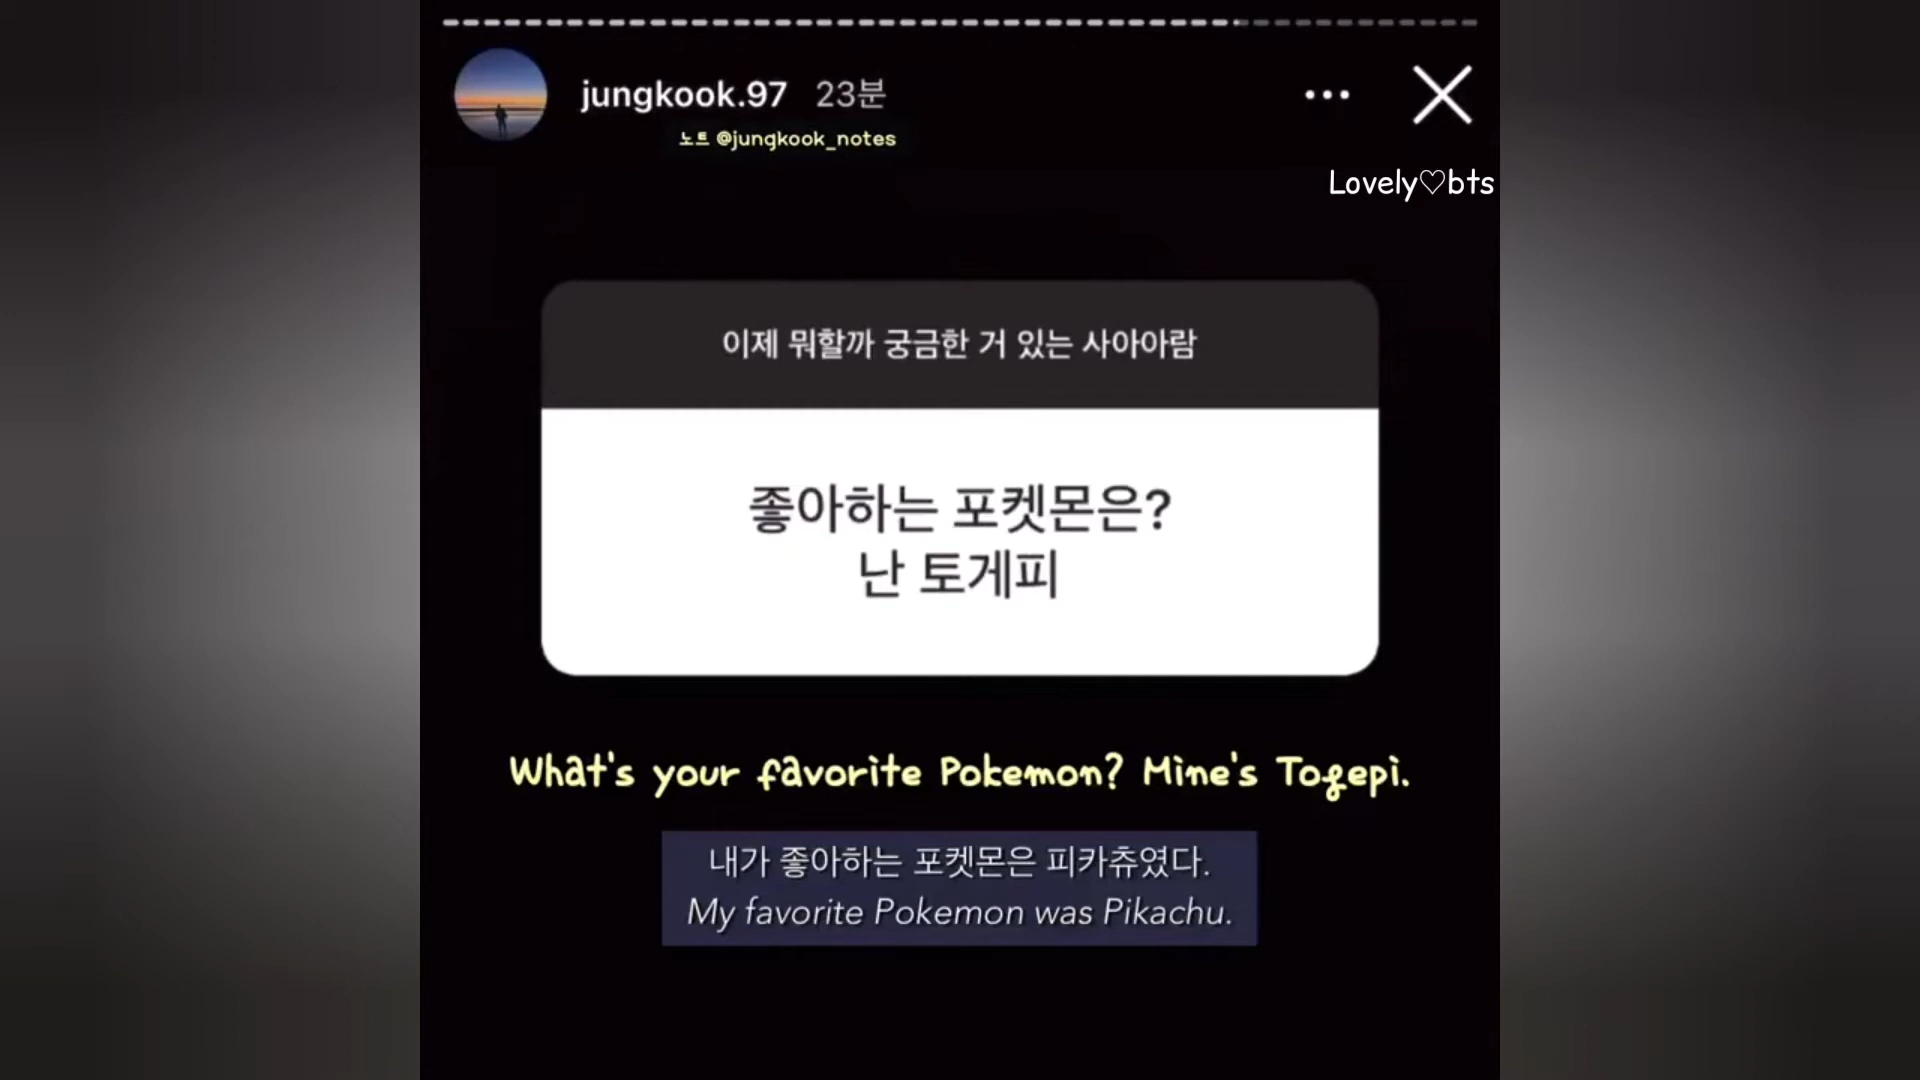 jungkook.97 23분
노트 @jungkook_notes
Lovely♡bts
이제 뭐할까 궁금한 거 있는 사아아람
좋아하는 포켓몬은?
난 토게피
What's your favorite Pokemon? Mine's Togepi.
내가 좋아하는 포켓몬은 피카츄였다.
My favorite Pokemon was Pikachu.